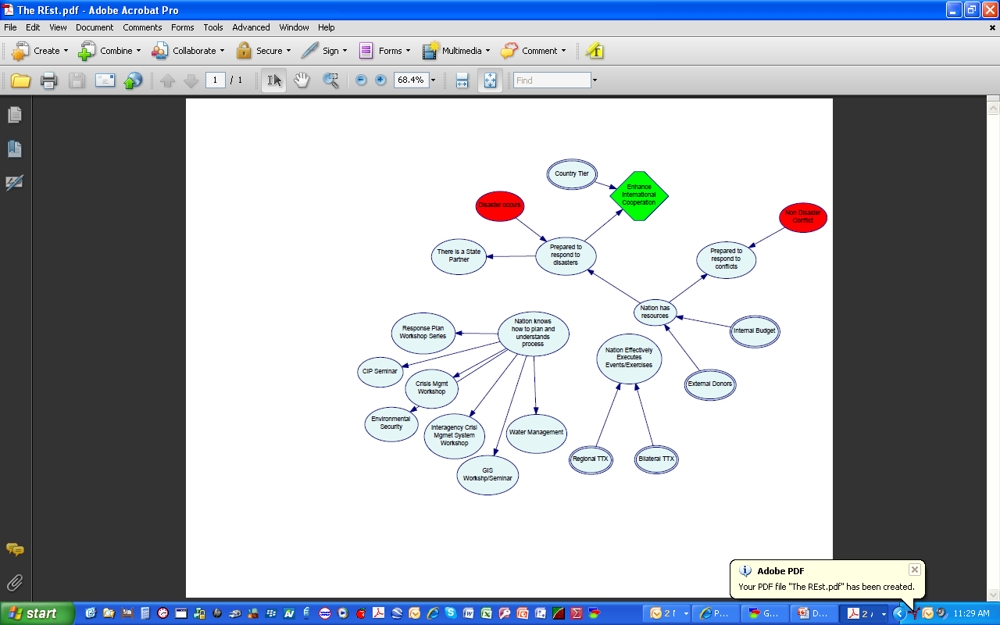 The REst.pdf - Adobe Acrobat Pro
File Edit View Document Comments Forms Tools Advanced Window Help
Create Combine Collaborate Secure Sign Forms Multimedia Comment
1 / 1 68.4% Find
Country Tier
Enhance
International
Cooperation
Disaster occurs
Non Disaster
Conflict
There is a State
Partner
Prepared to
respond to
disasters
Prepared to
respond to
conflicts
Nation has
resources
Response Plan
Workshop Series
Nation knows
how to plan and
understands
process
Internal Budget
Nation Effectively
Executes
Events/Exercises
CIP Seminar
Crisis Mgmt
Workshop
External Donors
Environmental
Security
Interagency Crisi
Mgmet System
Workshop
Water Management
Regional TTX
Bilateral TTX
GIS
Workshp/Seminar
Adobe PDF
Your PDF file "The REst.pdf" has been created.
start
2 I P... G... D... 2 11:29 AM